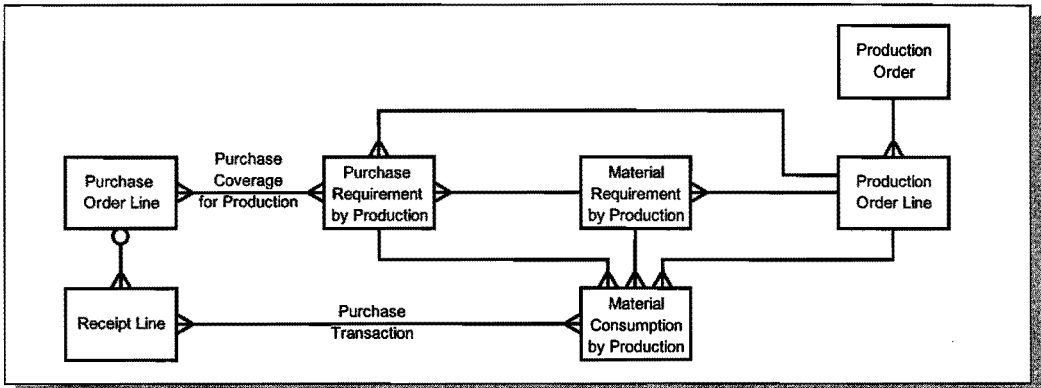 Production
Order
Purchase
Order Line
Purchase
Coverage
for Production
Purchase
Requirement
by Production
Material
Requirement
by Production
Production
Order Line
Receipt Line
Purchase
Transaction
Material
Consumption
by Production